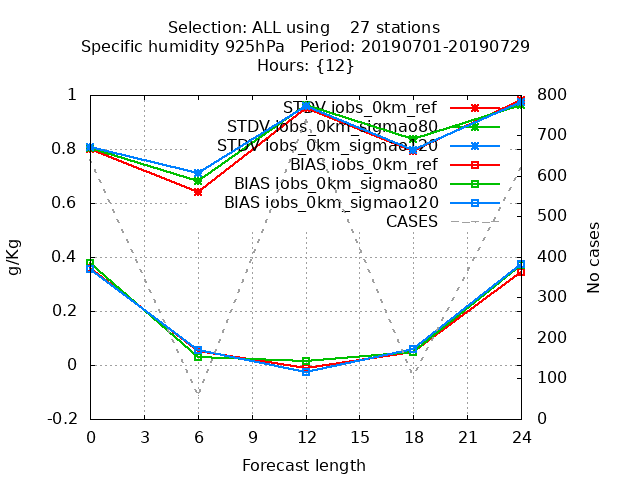 Selection: ALL using    27 stations
Specific humidity 925hPa   Period: 20190701-20190729
Hours: {12}
STDV iobs_0km_ref
STDV iobs_0km_sigmao80
STDV iobs_0km_sigmao120
BIAS iobs_0km_ref
BIAS iobs_0km_sigmao80
BIAS iobs_0km_sigmao120
CASES
g/Kg
1
0.8
0.6
0.4
0.2
0
-0.2
No cases
800
700
600
500
400
300
200
100
0
0 3 6 9 12 15 18 21 24
Forecast length